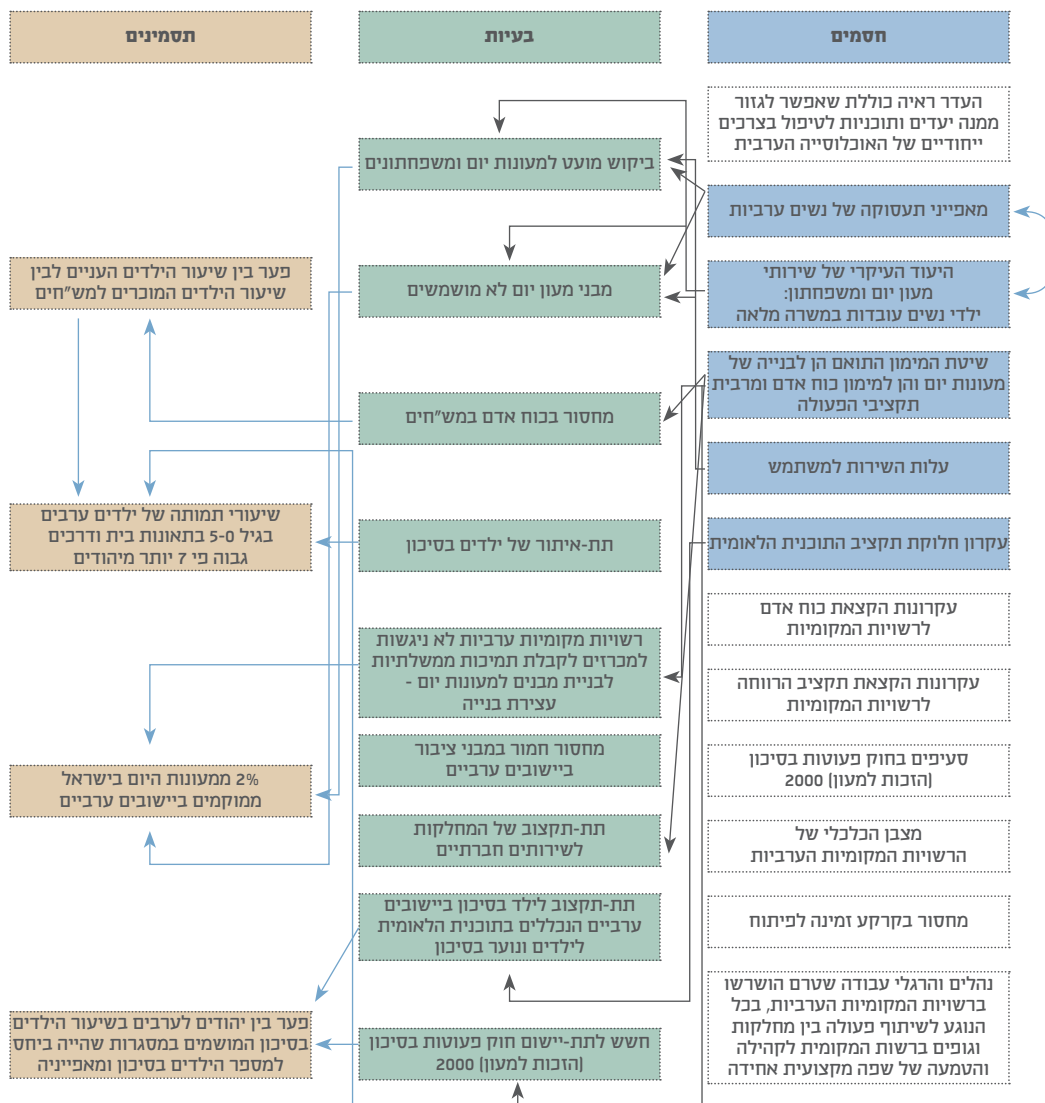 חסמים
העדר ראיה כוללת שאפשר לגזור
ממנה יעדים ותוכניות לטיפול בצרכים
ייחודיים של האוכלוסייה הערבית
מאפייני תעסוקה של נשים ערביות
היעוד העיקרי של שירותי
מעון יום ומשפחתון:
ילדי נשים עובדות במשרה מלאה
שיטת המימון התואם הן לבנייה של
מעונות יום והן למימון כוח אדם ומרבית
תקציבי הפעולה
עלות השירות למשתמש
עקרון חלוקת תקציב התוכנית הלאומית
עקרונות הקצאת כוח אדם
לרשויות המקומיות
עקרונות הקצאת תקציב הרווחה
לרשויות המקומיות
סעיפים בחוק פעוטות בסיכון
(הזכות למעון) 2000
מצבן הכלכלי של
הרשויות המקומיות הערביות
מחסור בקרקע זמינה לפיתוח
נהלים והרגלי עבודה שטרם הושרשו
ברשויות המקומיות הערביות, בכל
הנוגע לשיתוף פעולה בין מחלקות
וגופים ברשות המקומית לקהילה
והטמעה של שפה מקצועית אחידה
בעיות
ביקוש מועט למעונות יום ומשפחתונים
מבני מעון יום לא מושמשים
מחסור בכוח אדם במש"חים
תת-איתור של ילדים בסיכון
רשויות מקומיות ערביות לא ניגשות
למכרזים לקבלת תמיכות ממשלתיות
לבניית מבנים למעונות יום -
עצירת בנייה
מחסור חמור במבני ציבור
ביישובים ערביים
תת-תקצוב של המחלקות
לשירותים חברתיים
תת-תקצוב לילד בסיכון ביישובים
ערביים הנכללים בתוכנית הלאומית
לילדים ונוער בסיכון
חשש לתת-יישום חוק פעוטות בסיכון
(הזכות למעון) 2000
תסמינים
פער בין שיעור הילדים העניים לבין
שיעור הילדים המוכרים למש"חים
שיעורי תמותה של ילדים ערבים
בגיל 5-0 בתאונות בית ודרכים
גבוה פי 7 יותר מיהודים
2% ממעונות היום בישראל
ממוקמים ביישובים ערביים
פער בין יהודים לערבים בשיעור הילדים
בסיכון המושמים במסגרות שהייה ביחס
למספר הילדים בסיכון ומאפייניה